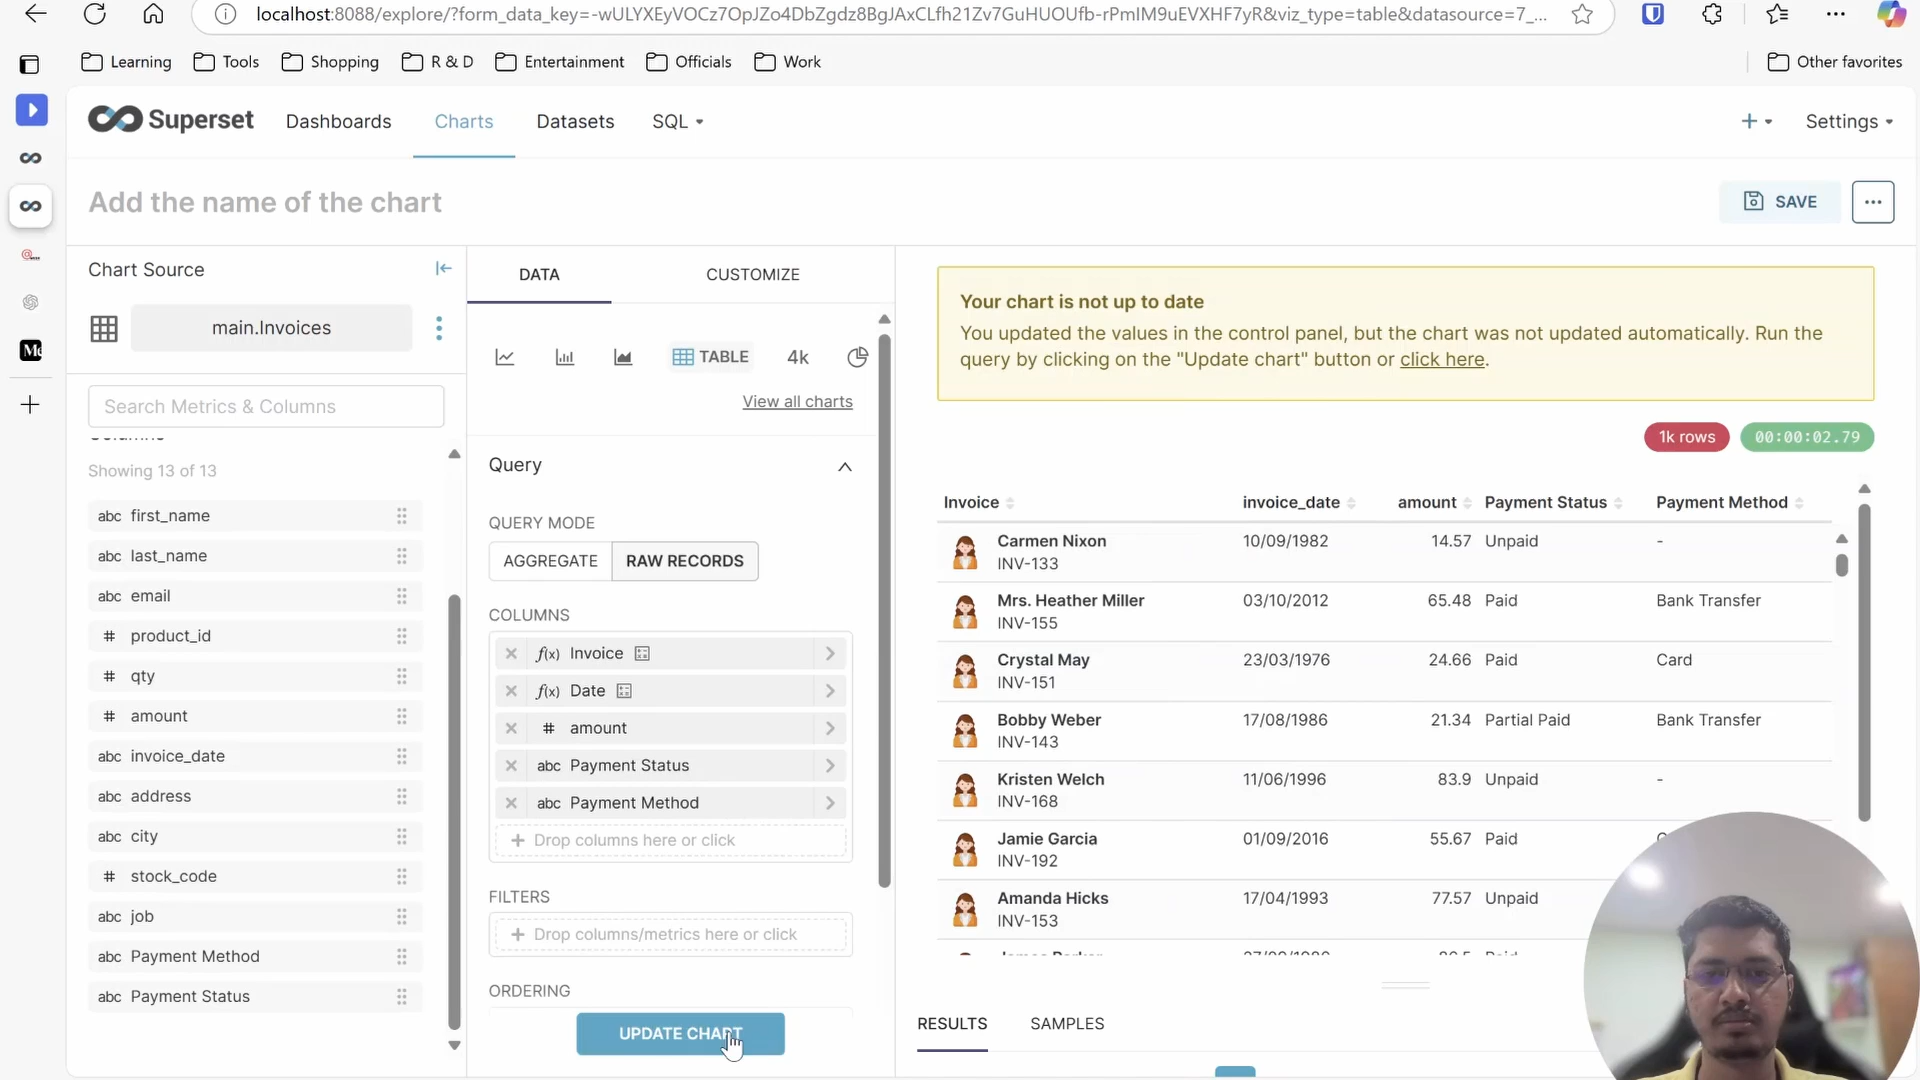 localhost:8088/explore/?form_data_key=-wULYXEyVOCz7OpJZo4DbZgdz8BgJAxCLfh21Zv7GuHUOUfb-rPmIM9uEVXHF7yR&viz_type=table&datasource=7_...
Learning Tools Shopping R & D Entertainment Officials Work Other favorites
Superset Dashboards Charts Datasets SQL + Settings
Add the name of the chart
SAVE
Chart Source
main.Invoices
Search Metrics & Columns
Columns
Showing 13 of 13
abc first_name
abc last_name
abc email
# product_id
# qty
# amount
abc invoice_date
abc address
abc city
# stock_code
abc job
abc Payment Method
abc Payment Status
DATA CUSTOMIZE
TABLE 4k
View all charts
Query
QUERY MODE
AGGREGATE RAW RECORDS
COLUMNS
f(x) Invoice
f(x) Date
# amount
abc Payment Status
abc Payment Method
+ Drop columns here or click
FILTERS
+ Drop columns/metrics here or click
ORDERING
UPDATE CHART
Your chart is not up to date
You updated the values in the control panel, but the chart was not updated automatically. Run the
query by clicking on the "Update chart" button or click here.
1k rows 00:00:02.79
Invoice invoice_date amount Payment Status Payment Method
Carmen Nixon 10/09/1982 14.57 Unpaid -
INV-133
Mrs. Heather Miller 03/10/2012 65.48 Paid Bank Transfer
INV-155
Crystal May 23/03/1976 24.66 Paid Card
INV-151
Bobby Weber 17/08/1986 21.34 Partial Paid Bank Transfer
INV-143
Kristen Welch 11/06/1996 83.9 Unpaid -
INV-168
Jamie Garcia 01/09/2016 55.67 Paid
INV-192
Amanda Hicks 17/04/1993 77.57 Unpaid
INV-153
RESULTS SAMPLES